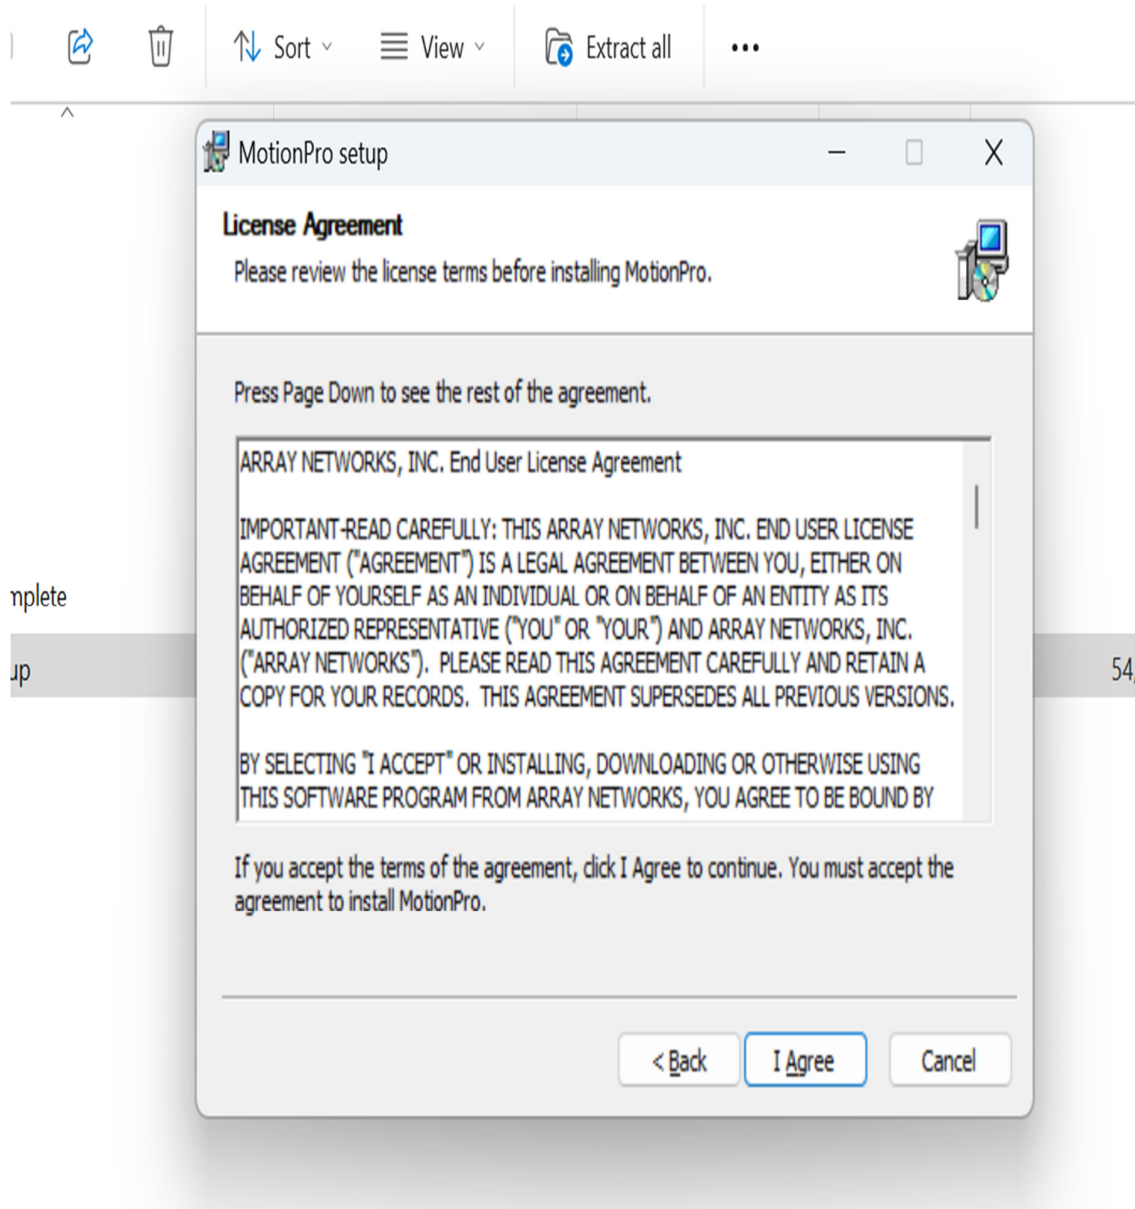 Sort View Extract all •••
MotionPro setup
License Agreement
Please review the license terms before installing MotionPro.
Press Page Down to see the rest of the agreement.
ARRAY NETWORKS, INC. End User License Agreement
IMPORTANT-READ CAREFULLY: THIS ARRAY NETWORKS, INC. END USER LICENSE
AGREEMENT ("AGREEMENT") IS A LEGAL AGREEMENT BETWEEN YOU, EITHER ON
BEHALF OF YOURSELF AS AN INDIVIDUAL OR ON BEHALF OF AN ENTITY AS ITS
AUTHORIZED REPRESENTATIVE ("YOU" OR "YOUR") AND ARRAY NETWORKS, INC.
("ARRAY NETWORKS"). PLEASE READ THIS AGREEMENT CAREFULLY AND RETAIN A
COPY FOR YOUR RECORDS. THIS AGREEMENT SUPERSEDES ALL PREVIOUS VERSIONS.
BY SELECTING "I ACCEPT" OR INSTALLING, DOWNLOADING OR OTHERWISE USING
THIS SOFTWARE PROGRAM FROM ARRAY NETWORKS, YOU AGREE TO BE BOUND BY
mplete
up
54,
If you accept the terms of the agreement, click I Agree to continue. You must accept the
agreement to install MotionPro.
< Back I Agree Cancel